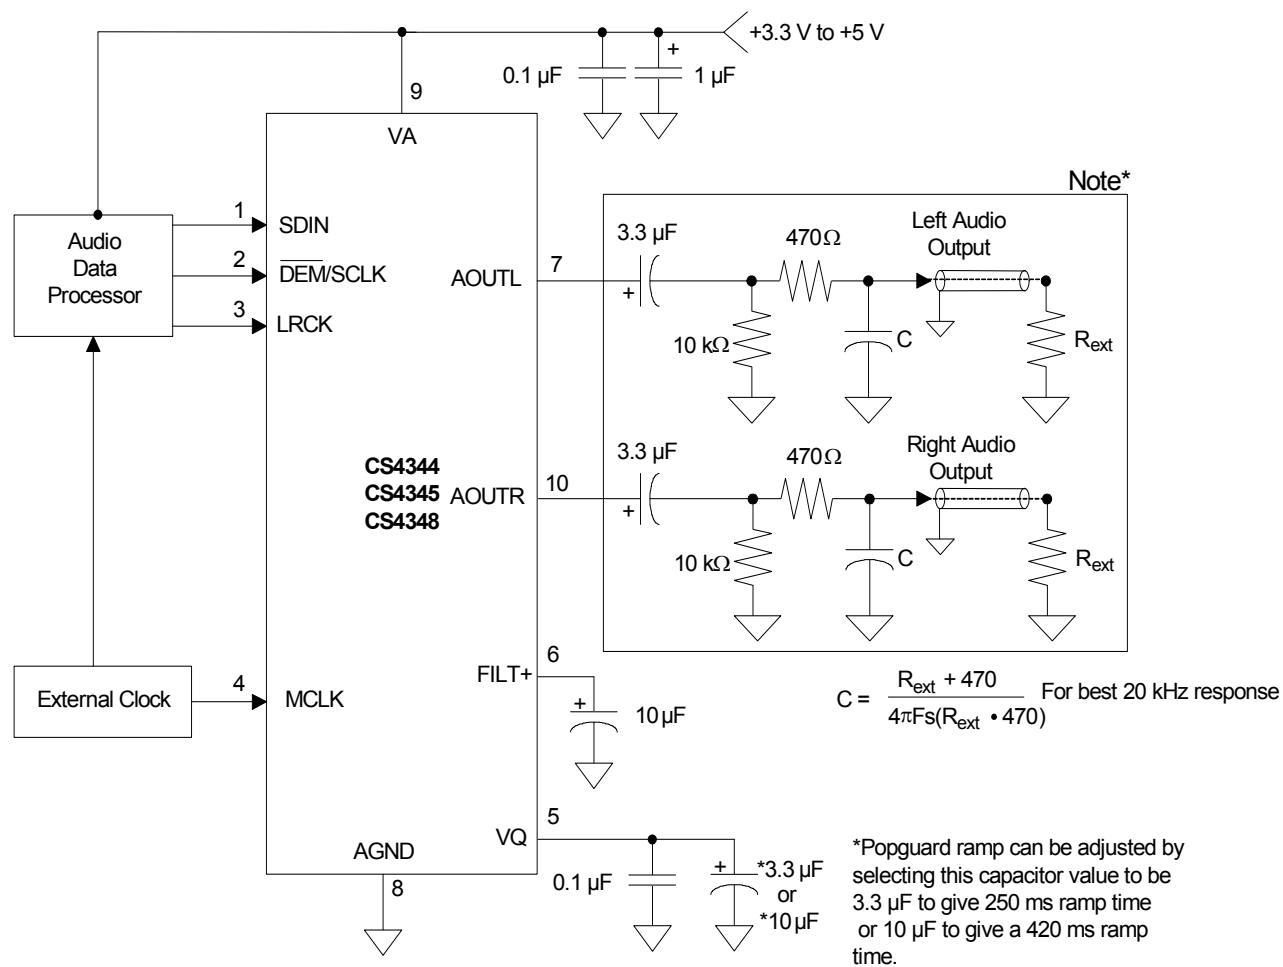 +3.3 V to +5 V
0.1 µF
+
1 µF
9
VA
Note*
Audio
Data
Processor
1
SDIN
2
DEM/SCLK
3
LRCK
AOUTL
7
3.3 µF
+
470Ω
10 kΩ
C
Left Audio
Output
Rext
CS4344
CS4345
CS4348
AOUTR
10
3.3 µF
+
470Ω
10 kΩ
C
Right Audio
Output
Rext
External Clock
4
MCLK
FILT+
6
+
10µF
C = (Rext + 470) / (4πFs(Rext • 470)) For best 20 kHz response
VQ
5
0.1 µF
+
*3.3 µF
or
*10µF
AGND
8
*Popguard ramp can be adjusted by
selecting this capacitor value to be
3.3 µF to give 250 ms ramp time
or 10 µF to give a 420 ms ramp
time.